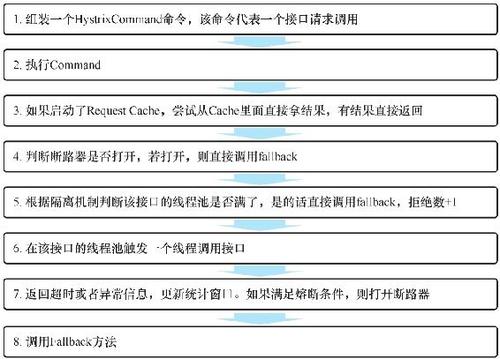 1. 组装一个HystrixCommand命令，该命令代表一个接口请求调用
2. 执行Command
3. 如果启动了Request Cache，尝试从Cache里面直接拿结果，有结果直接返回
4. 判断断路器是否打开，若打开，则直接调用fallback
5. 根据隔离机制判断该接口的线程池是否满了，是的话直接调用fallback，拒绝数+1
6. 在该接口的线程池触发一个线程调用接口
7. 返回超时或者异常信息，更新统计窗口。如果满足熔断条件，则打开断路器
8. 调用Fallback方法